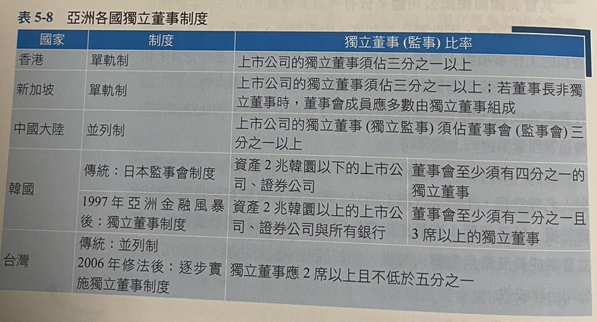 表 5-8 亞洲各國獨立董事制度
國家 制度 獨立董事 (監事) 比率
香港 單軌制 上市公司的獨立董事須佔三分之一以上
新加坡 單軌制 上市公司的獨立董事須佔三分之一以上；若董事長非獨
立董事時，董事會成員應多數由獨立董事組成
中國大陸 並列制 上市公司的獨立董事 (獨立監事) 須佔董事會 (監事會) 三
分之一以上
韓國
傳統：日本監事會制度
資產 2 兆韓圜以下的上市公
司、證券公司
董事會至少須有四分之一的
獨立董事
1997 年亞洲金融風暴
後：獨立董事制度
資產 2 兆韓圜以上的上市公
司、證券公司與所有銀行
董事會至少須有二分之一且
3 席以上的獨立董事
台灣
傳統：並列制
2006 年修法後：逐步實
施獨立董事制度
獨立董事應 2 席以上且不低於五分之一